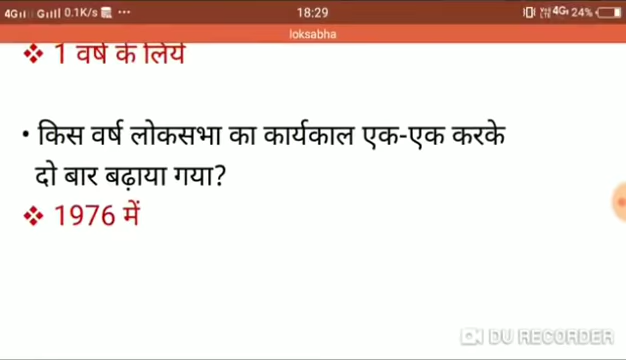 4G 0.1K/s ... 18:29 4G 24%
loksabha
❖ 1 वर्ष के लिये
• किस वर्ष लोकसभा का कार्यकाल एक-एक करके
दो बार बढ़ाया गया?
❖ 1976 में
DU RECORDER